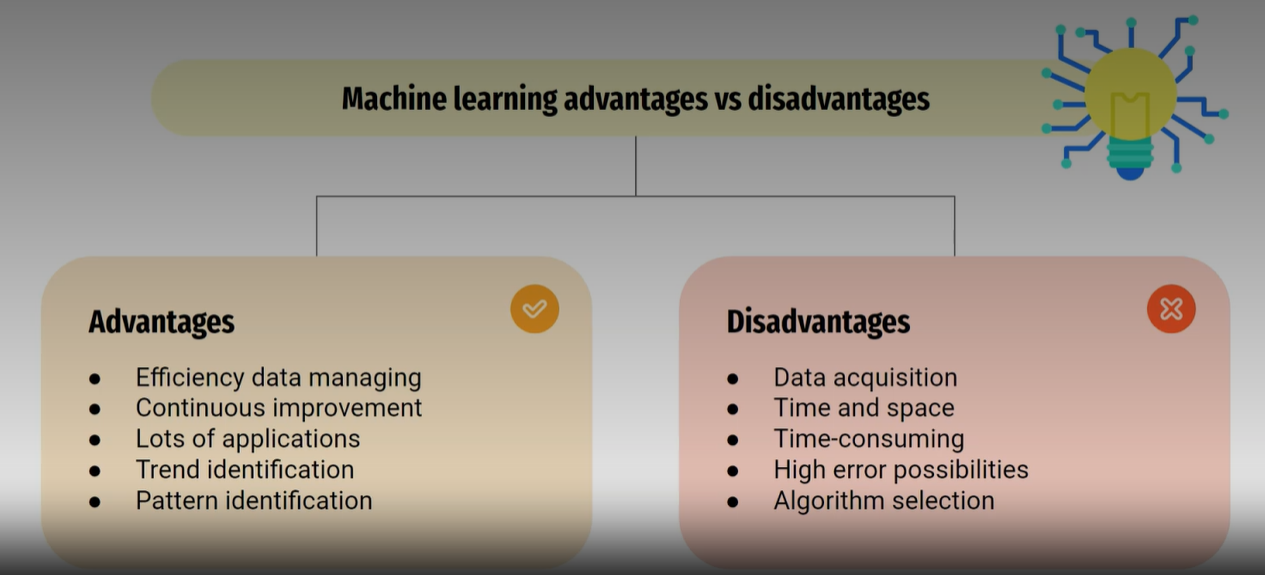 Machine learning advantages vs disadvantages
Advantages
● Efficiency data managing
● Continuous improvement
● Lots of applications
● Trend identification
● Pattern identification
Disadvantages
● Data acquisition
● Time and space
● Time-consuming
● High error possibilities
● Algorithm selection